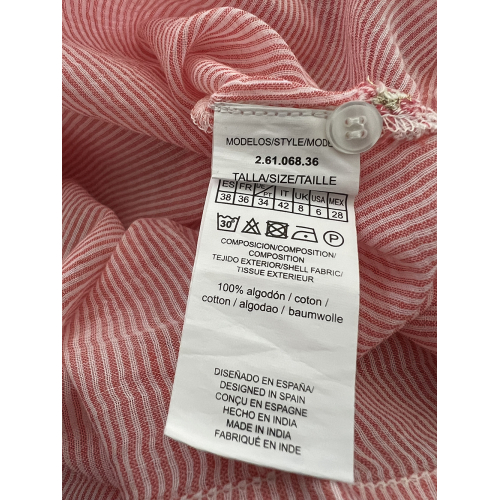 MODELOS/STYLE/MODE
2.61.068.36
TALLA/SIZE/TAILLE
ES FR DE/PT IT UK USA MEX
38 36 34 42 8 6 28
30 P
COMPOSICION/COMPOSITION/
COMPOSITION
TEJIDO EXTERIOR/SHELL FABRIC/
TISSUE EXTERIEUR
100% algodón / coton /
cotton / algodao / baumwolle
DISEÑADO EN ESPAÑA/
DESIGNED IN SPAIN
CONÇU EN ESPAGNE
HECHO EN INDIA
MADE IN INDIA
FABRIQUÉ EN INDE